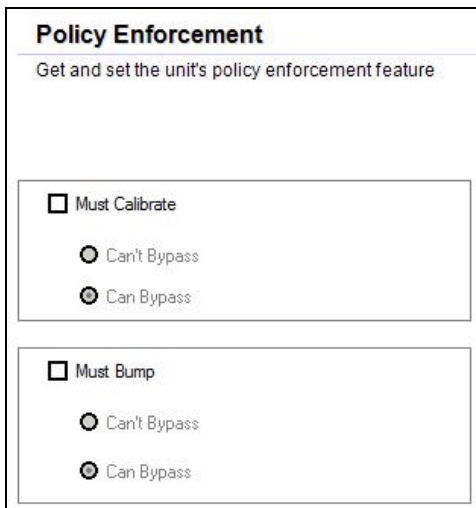 Policy Enforcement
Get and set the unit's policy enforcement feature
Must Calibrate
Can't Bypass
Can Bypass
Must Bump
Can't Bypass
Can Bypass